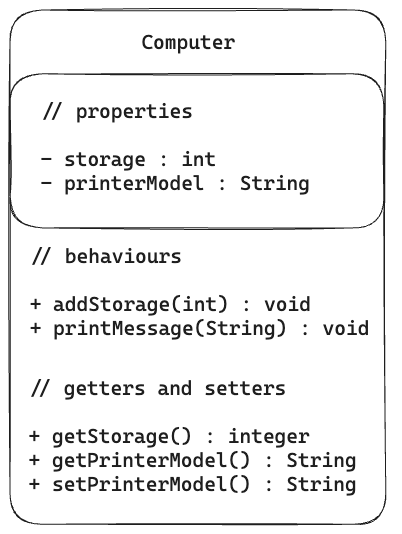 Computer
// properties
- storage : int
- printerModel : String
// behaviours
+ addStorage(int) : void
+ printMessage(String) : void
// getters and setters
+ getStorage() : integer
+ getPrinterModel() : String
+ setPrinterModel() : String